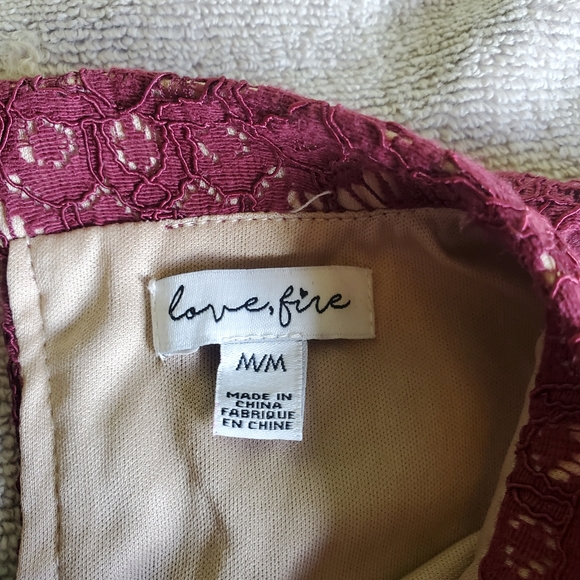 love, fire
M/M
MADE IN
CHINA
FABRIQUE
EN CHINE